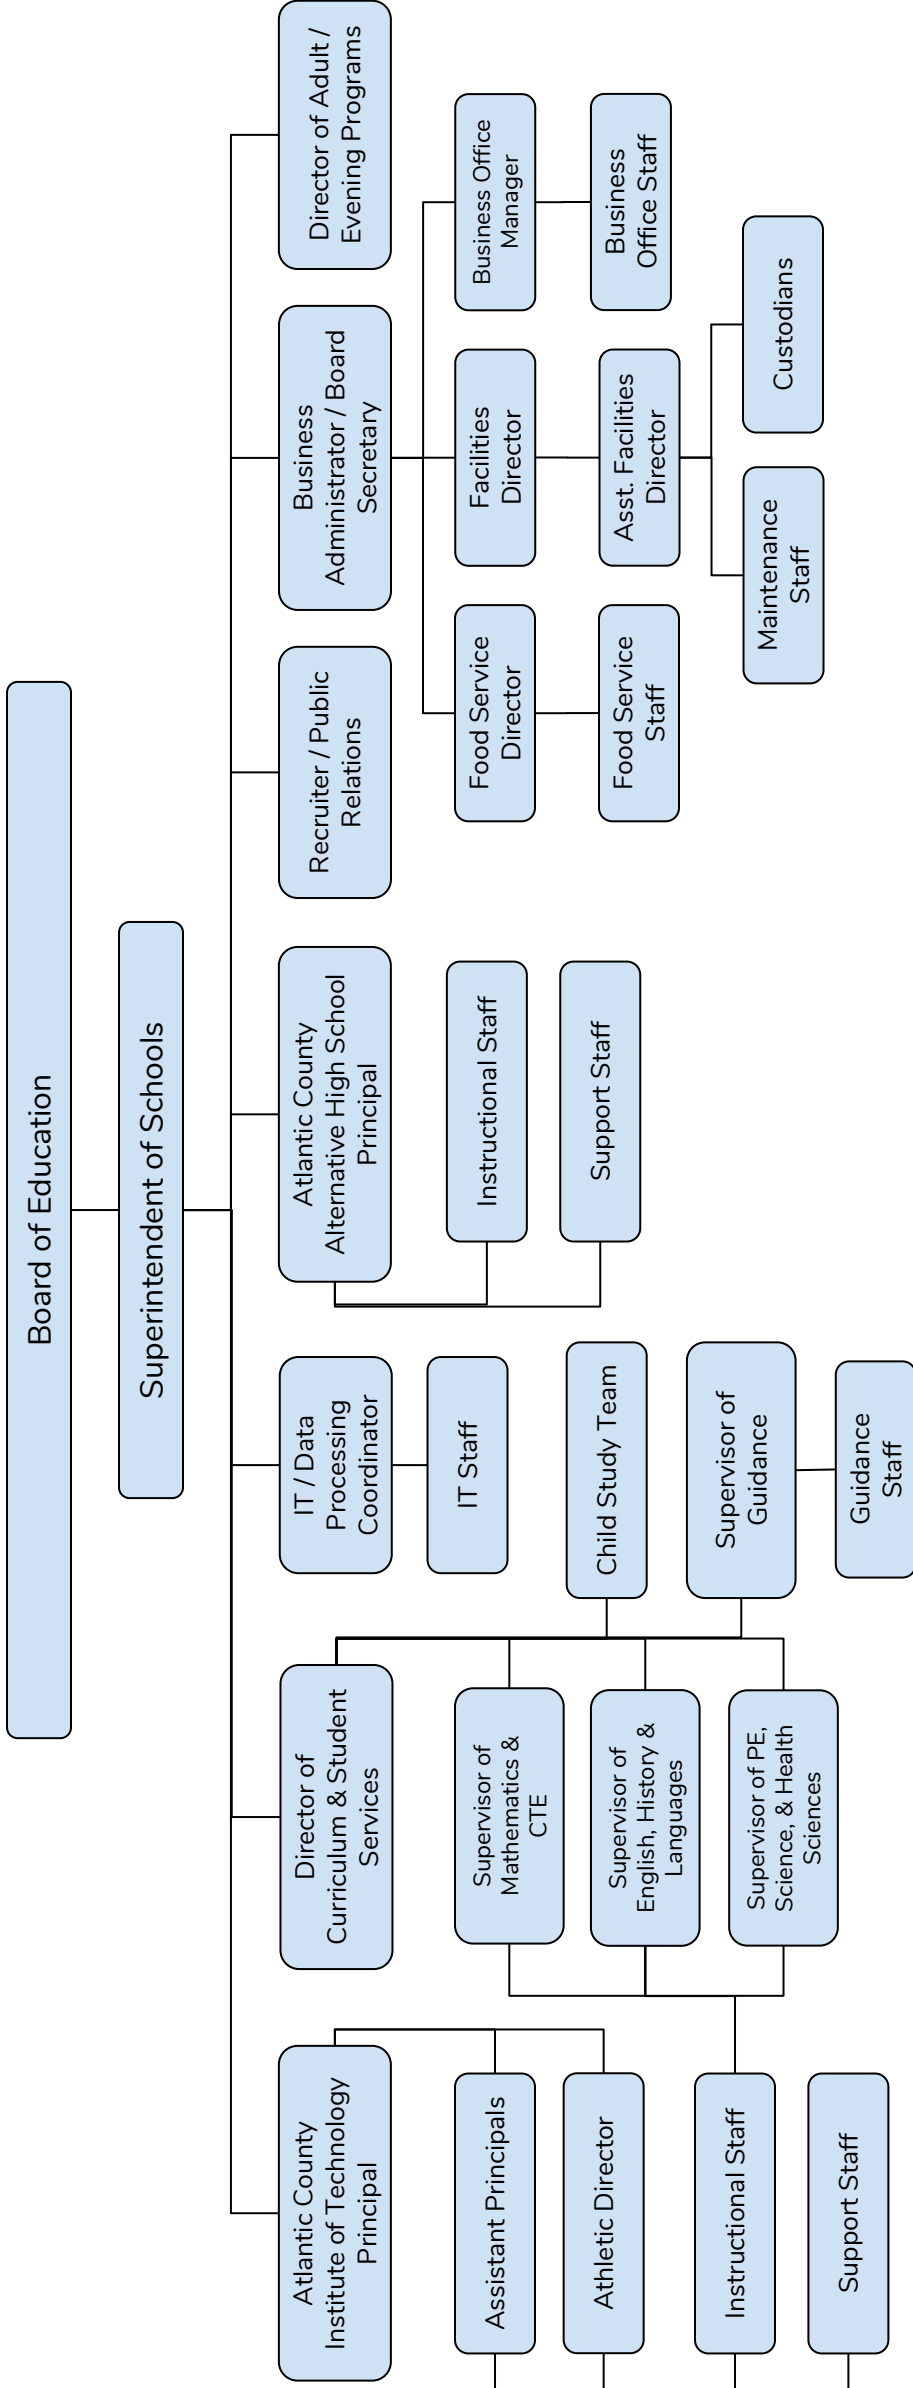 Board of Education
Superintendent of Schools
Atlantic County
Institute of Technology
Principal
Director of
Curriculum & Student
Services
IT / Data
Processing
Coordinator
Atlantic County
Alternative High School
Principal
Recruiter / Public
Relations
Business
Administrator / Board
Secretary
Director of Adult /
Evening Programs
Assistant Principals
Athletic Director
Instructional Staff
Support Staff
Supervisor of
Mathematics &
CTE
Supervisor of
English, History &
Languages
Supervisor of PE,
Science, & Health
Sciences
Child Study Team
Supervisor of
Guidance
Guidance
Staff
IT Staff
Instructional Staff
Support Staff
Food Service
Director
Food Service
Staff
Facilities
Director
Asst. Facilities
Director
Maintenance
Staff
Custodians
Business Office
Manager
Business
Office Staff